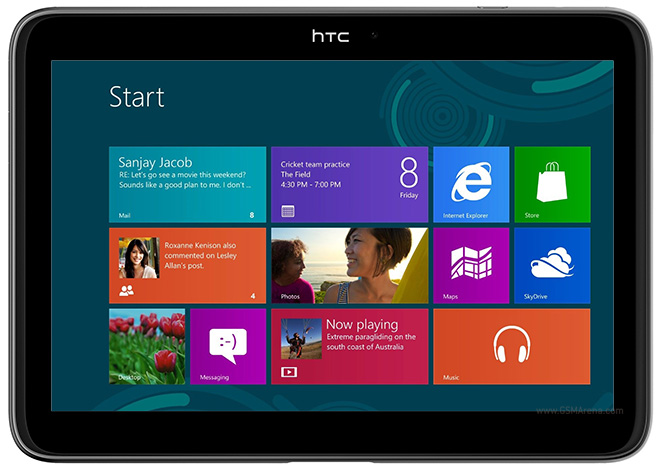 hTC
Start
Sanjay Jacob
RE: Let's go see a movie this weekend?
Sounds like a good plan to me. I don't ...
Mail
8
Cricket team practice
The Field
4:30 PM - 7:00 PM
8
Friday
Internet Explorer
Store
Roxanne Kenison also
commented on Lesley
Allan's post.
4
Photos
Maps
SkyDrive
Desktop
:-)
Messaging
Now playing
Extreme paragliding on the
south coast of Australia
Music
www.GSMArena.com